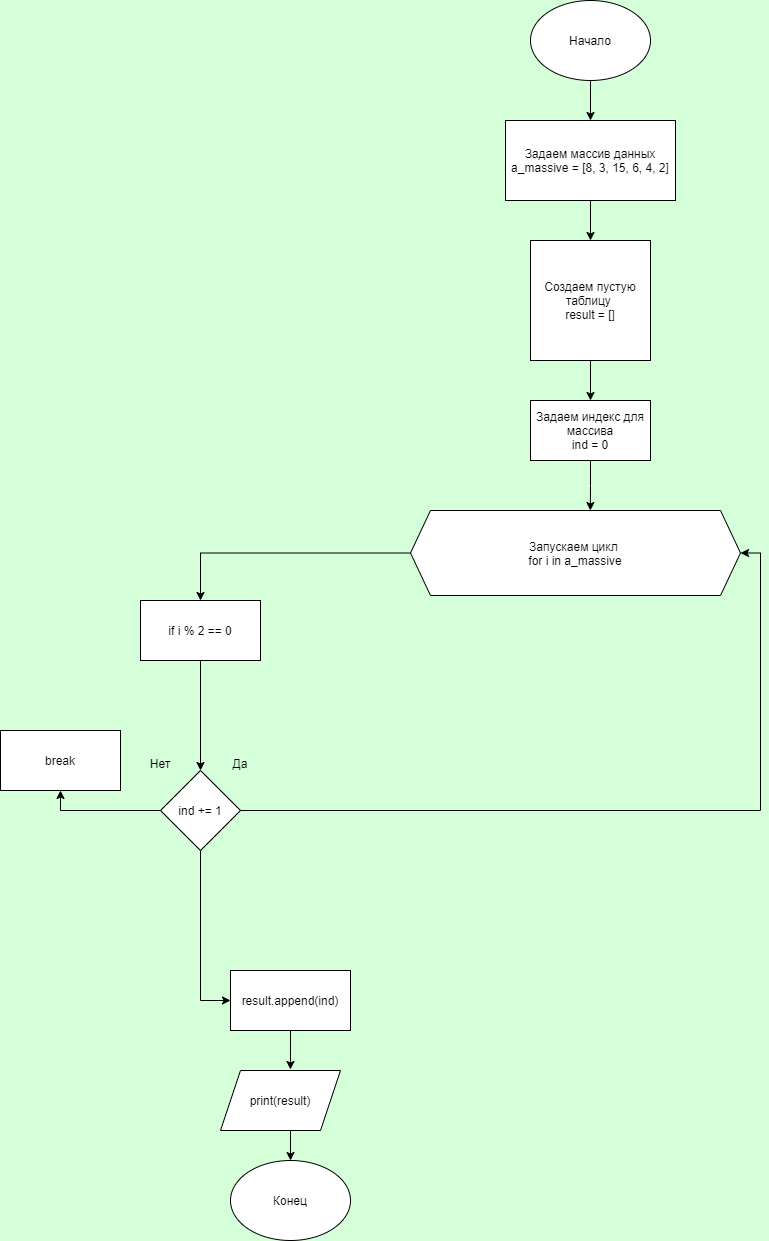 Начало
Задаем массив данных
a_massive = [8, 3, 15, 6, 4, 2]
Создаем пустую
таблицу
result = []
Задаем индекс для
массива
ind = 0
Запускаем цикл
for i in a_massive
if i % 2 == 0
break
Нет
Да
ind += 1
result.append(ind)
print(result)
Конец